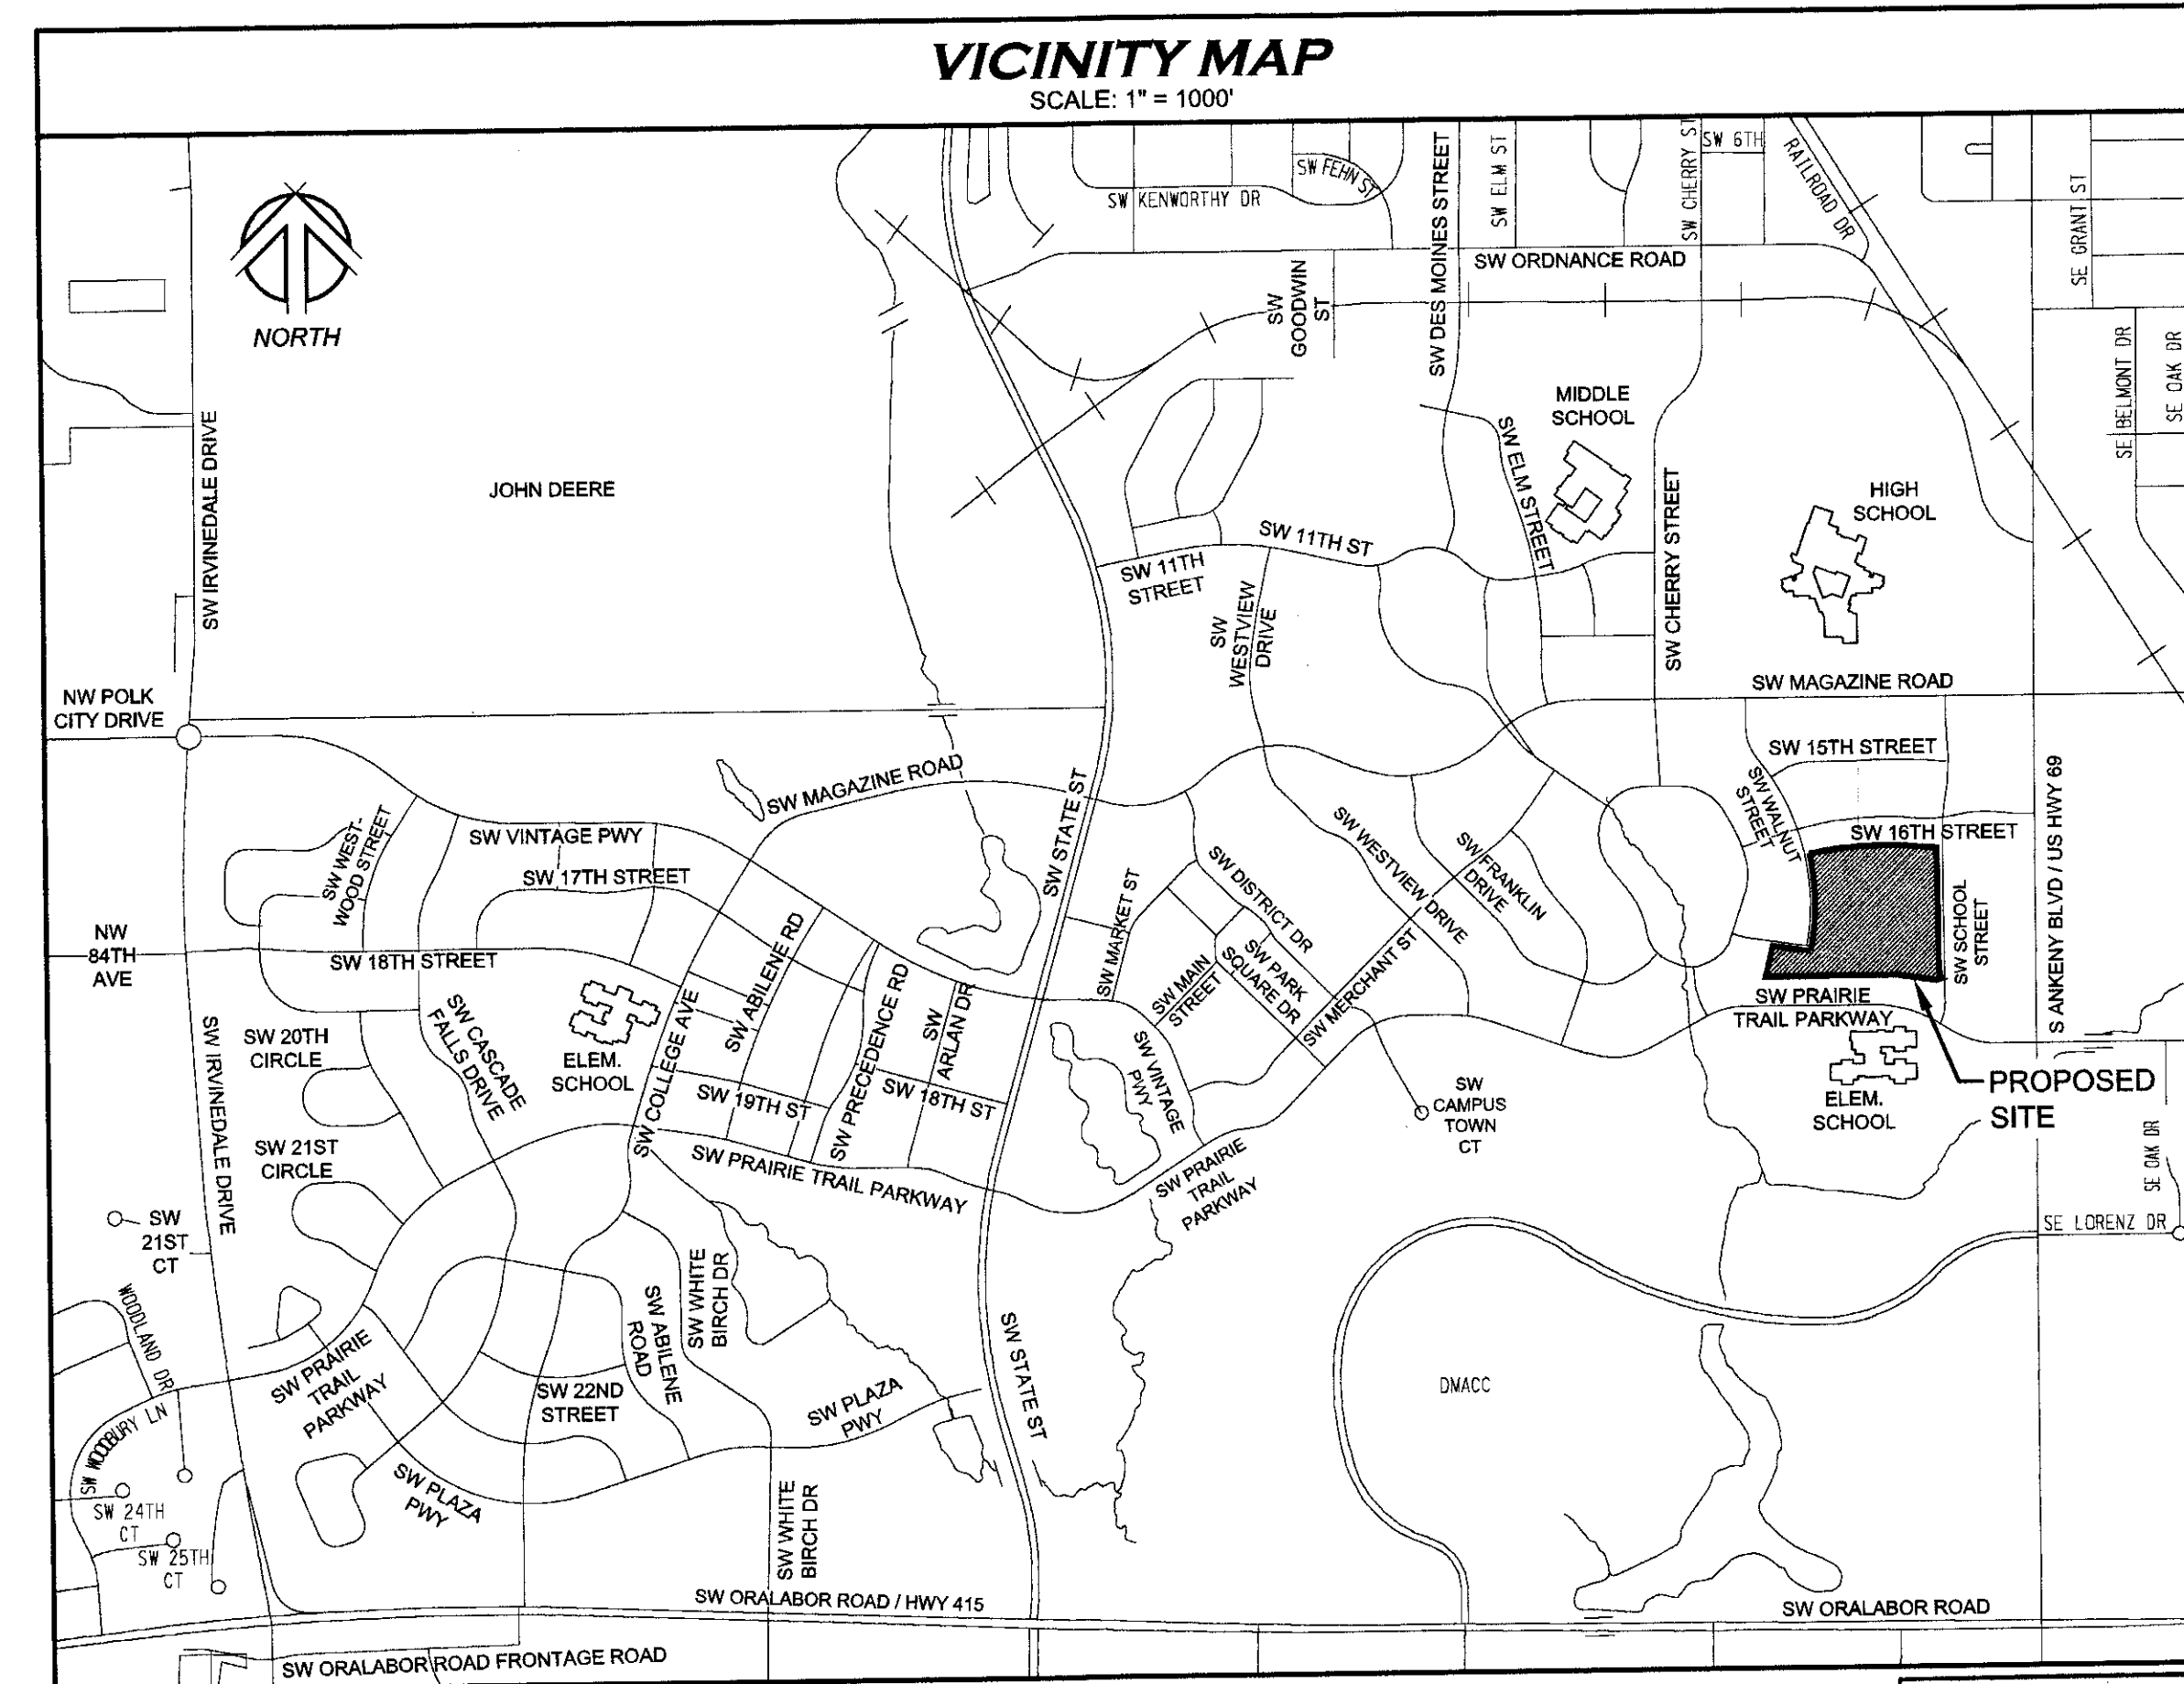 VICINITY MAP
SCALE: 1" = 1000'
NORTH
JOHN DEERE
SW IRVINEDALE DRIVE
NW POLK
CITY DRIVE
SW KENWORTHY DR
SW FEHN ST
SW DES MOINES STREET
SW ELM ST
SW CHERRY ST
SW 6TH
RAILROAD DR
SE GRANT ST
SW ORDNANCE ROAD
SW
GOODWIN
ST
SE BELMONT DR
SE OAK DR
MIDDLE
SCHOOL
SW ELM STREET
HIGH
SCHOOL
SW CHERRY STREET
SW 11TH ST
SW 11TH
STREET
SW
WESTVIEW
DRIVE
SW MAGAZINE ROAD
SW 15TH STREET
SW WALNUT
STREET
SW 16TH STREET
S ANKENY BLVD / US HWY 69
SW SCHOOL
STREET
SW MAGAZINE ROAD
SW STATE ST
SW VINTAGE PWY
SW WEST-
WOOD STREET
SW 17TH STREET
SW MARKET ST
SW DISTRICT DR
SW WESTVIEW DRIVE
SW FRANKLIN
DRIVE
NW
84TH
AVE
SW 18TH STREET
SW ABILENE RD
SW PRECEDENCE RD
SW
ARLAN DR
SW MAIN
STREET
SW PARK
SQUARE DR
SW MERCHANT ST
SW PRAIRIE
TRAIL PARKWAY
SW IRVINEDALE DRIVE
SW 20TH
CIRCLE
SW CASCADE
FALLS DRIVE
ELEM.
SCHOOL
SW COLLEGE AVE
SW 19TH ST
SW 18TH ST
SW VINTAGE
PWY
SW
CAMPUS
TOWN
CT
ELEM.
SCHOOL
PROPOSED
SITE
SW 21ST
CIRCLE
SW PRAIRIE TRAIL PARKWAY
SW PRAIRIE
TRAIL
PARKWAY
SE OAK DR
SE LORENZ DR
SW
21ST
CT
WOODLAND DR
SW WHITE
BIRCH DR
SW ABILENE
ROAD
SW STATE ST
SW PRAIRIE
TRAIL
PARKWAY
SW 22ND
STREET
SW PLAZA
PWY
DMACC
SW WOODBURY LN
SW PLAZA
PWY
SW 24TH
CT
SW 25TH
CT
SW WHITE
BIRCH DR
SW ORALABOR ROAD / HWY 415
SW ORALABOR ROAD
SW ORALABOR ROAD FRONTAGE ROAD